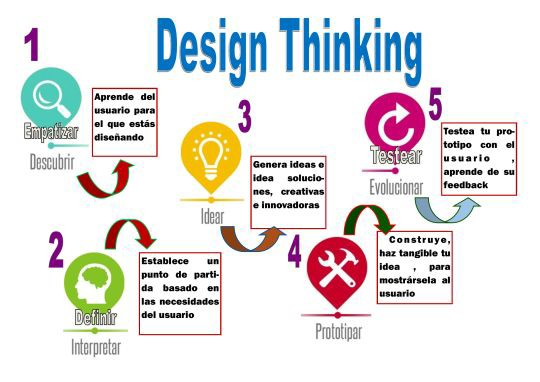 Design Thinking
1
Empatizar
Descubrir
Aprende del
usuario para
el que estás
diseñando
2
Definir
Interpretar
Establece un
punto de parti-
da basado en
las necesidades
del usuario
3
Idear
Genera ideas e
idea solucio-
nes, creativas
e innovadoras
4
Prototipar
Construye,
haz tangible tu
idea , para
mostrársela al
usuario
5
Testear
Evolucionar
Testea tu pro-
totipo con el
usuario ,
aprende de su
feedback